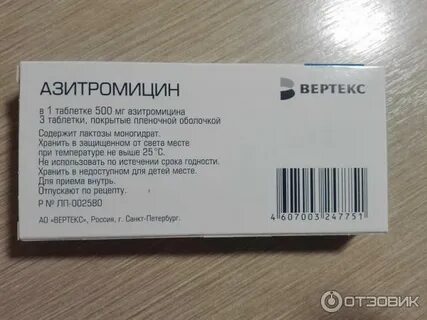 АЗИТРОМИЦИН
ВЕРТЕКС
в 1 таблетке 500 мг азитромицина
3 таблетки, покрытые пленочной оболочкой
Содержит лактозы моногидрат.
Хранить в защищенном от света месте
при температуре не выше 25°С.
Не использовать по истечении срока годности.
Хранить в недоступном для детей месте.
Для приема внутрь.
Отпускают по рецепту.
Р № ЛП-002580
АО «ВЕРТЕКС», Россия, г. Санкт-Петербург.
4 607003 247751
ОТЗОВИК